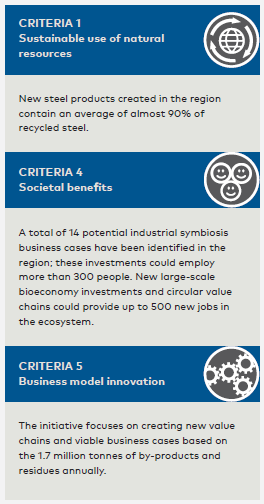 CRITERIA 1
Sustainable use of natural
resources
New steel products created in the region
contain an average of almost 90% of
recycled steel.
CRITERIA 4
Societal benefits
A total of 14 potential industrial symbiosis
business cases have been identified in the
region; these investments could employ
more than 300 people. New large-scale
bioeconomy investments and circular value
chains could provide up to 500 new jobs in
the ecosystem.
CRITERIA 5
Business model innovation
The initiative focuses on creating new value
chains and viable business cases based on
the 1.7 million tonnes of by-products and
residues annually.